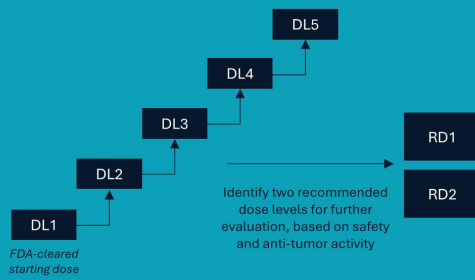 DL5
DL4
DL3
DL2
DL1
FDA-cleared
starting dose
Identify two recommended
dose levels for further
evaluation, based on safety
and anti-tumor activity
RD1
RD2